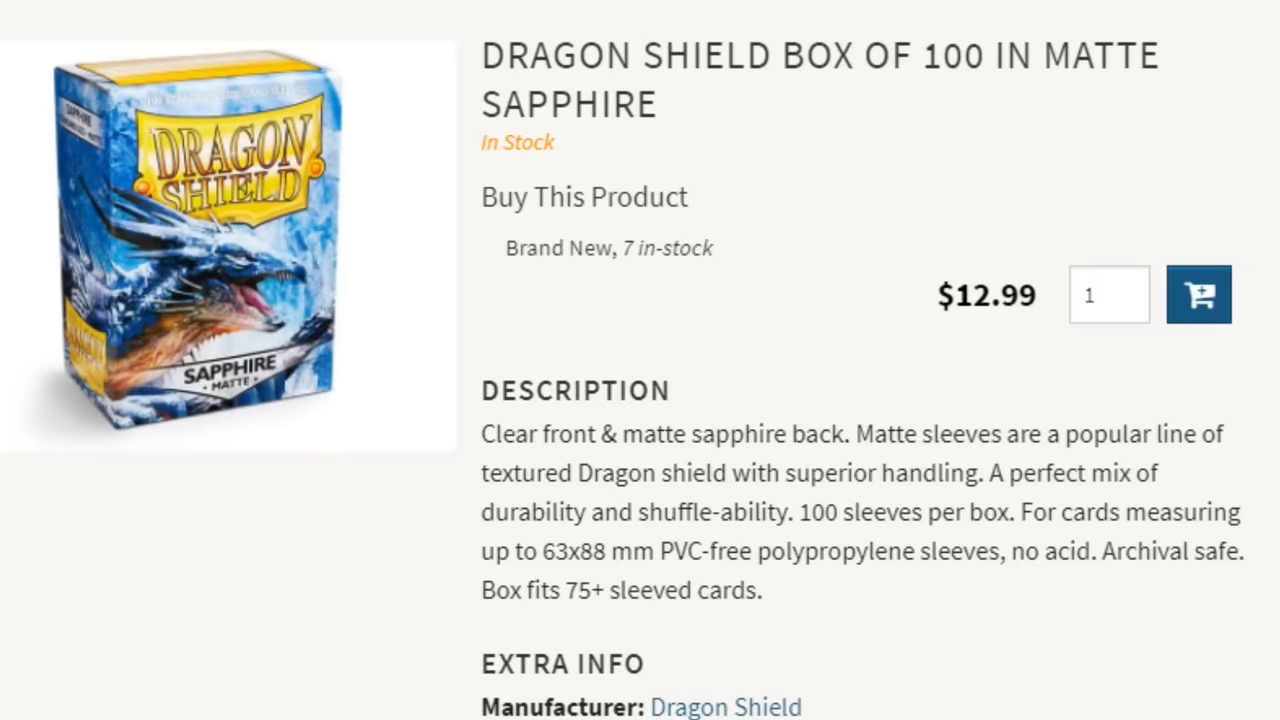 DRAGON SHIELD BOX OF 100 IN MATTE
SAPPHIRE
In Stock
Buy This Product
Brand New, 7 in-stock
$12.99
1
DESCRIPTION
Clear front & matte sapphire back. Matte sleeves are a popular line of
textured Dragon shield with superior handling. A perfect mix of
durability and shuffle-ability. 100 sleeves per box. For cards measuring
up to 63x88 mm PVC-free polypropylene sleeves, no acid. Archival safe.
Box fits 75+ sleeved cards.
EXTRA INFO
Manufacturer: Dragon Shield
SAPPHIRE
DRAGON
SHIELD
SAPPHIRE
• MATTE •